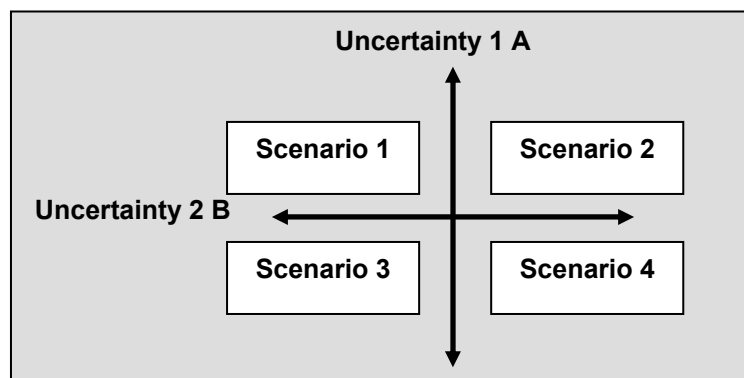 Uncertainty 1 A
Scenario 1
Scenario 2
Uncertainty 2 B
Scenario 3
Scenario 4